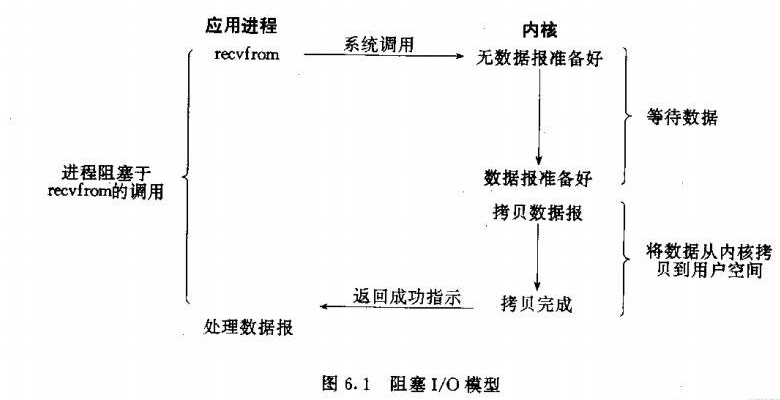 应用进程
内核
recvfrom
系统调用
无数据报准备好
等待数据
进程阻塞于
recvfrom的调用
数据报准备好
拷贝数据报
将数据从内核拷
贝到用户空间
返回成功指示
拷贝完成
处理数据报
图 6.1 阻塞 I/O 模型